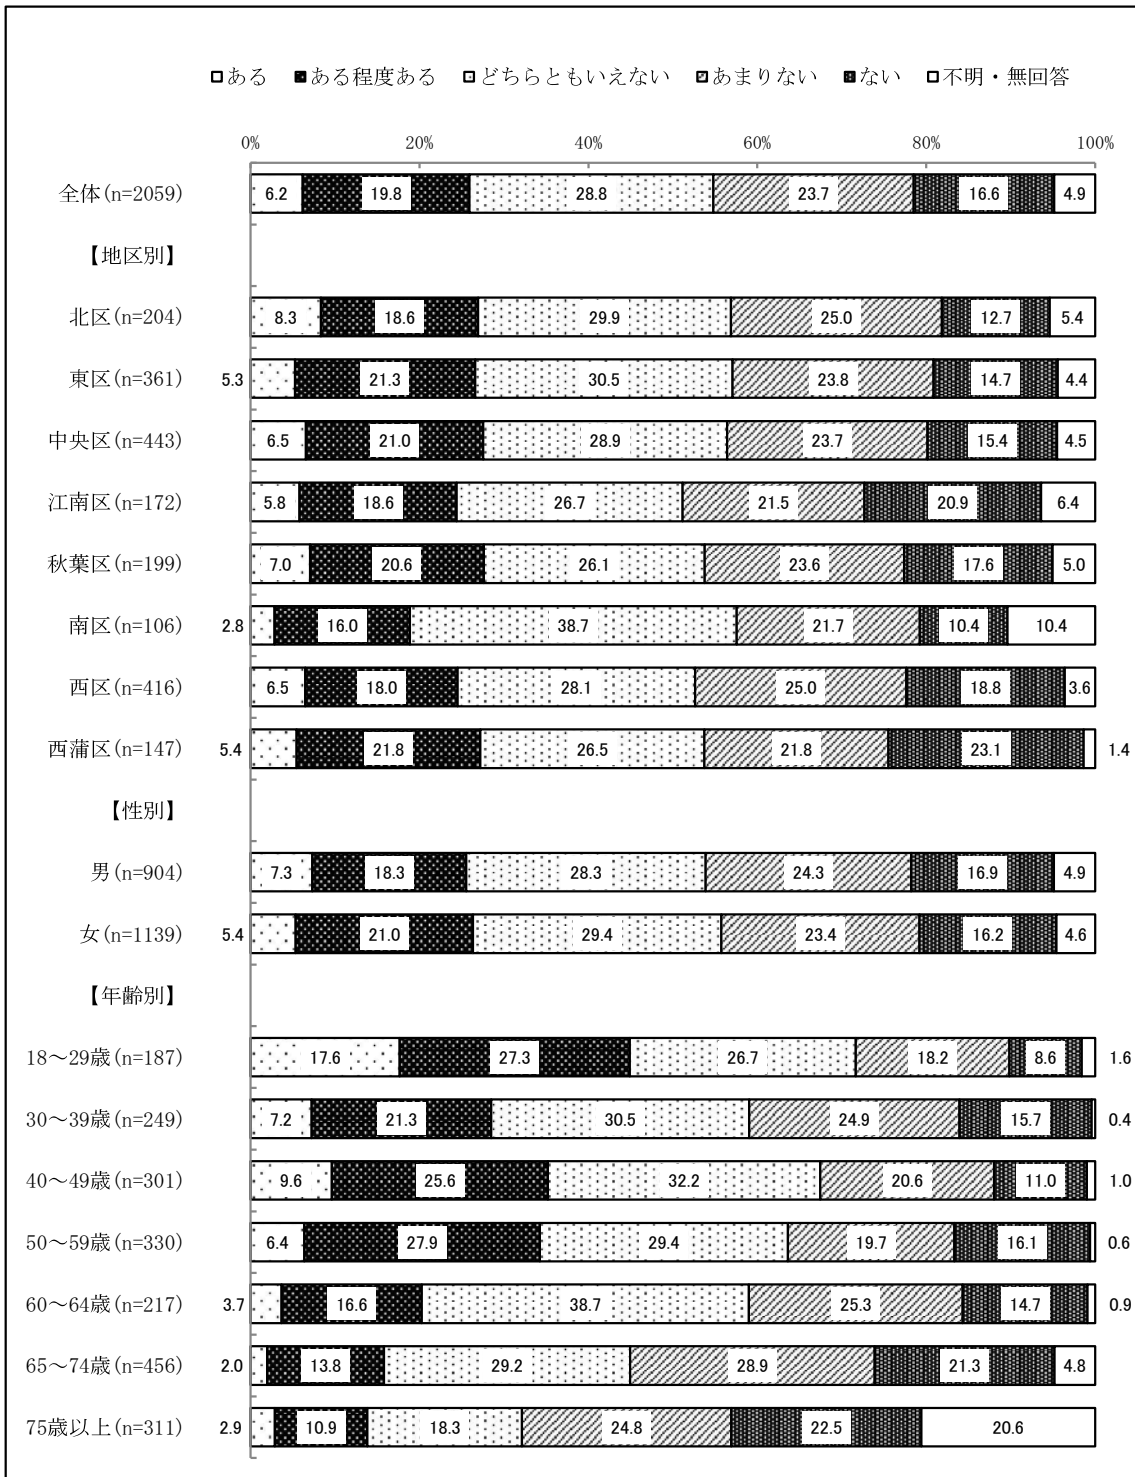 ある ある程度ある どちらともいえない あまりない ない 不明・無回答
0% 20% 40% 60% 80% 100%
全体(n=2059) 6.2 19.8 28.8 23.7 16.6 4.9
【地区別】
北区(n=204) 8.3 18.6 29.9 25.0 12.7 5.4
東区(n=361) 5.3 21.3 30.5 23.8 14.7 4.4
中央区(n=443) 6.5 21.0 28.9 23.7 15.4 4.5
江南区(n=172) 5.8 18.6 26.7 21.5 20.9 6.4
秋葉区(n=199) 7.0 20.6 26.1 23.6 17.6 5.0
南区(n=106) 2.8 16.0 38.7 21.7 10.4 10.4
西区(n=416) 6.5 18.0 28.1 25.0 18.8 3.6
西蒲区(n=147) 5.4 21.8 26.5 21.8 23.1 1.4
【性別】
男(n=904) 7.3 18.3 28.3 24.3 16.9 4.9
女(n=1139) 5.4 21.0 29.4 23.4 16.2 4.6
【年齢別】
18～29歳(n=187) 17.6 27.3 26.7 18.2 8.6 1.6
30～39歳(n=249) 7.2 21.3 30.5 24.9 15.7 0.4
40～49歳(n=301) 9.6 25.6 32.2 20.6 11.0 1.0
50～59歳(n=330) 6.4 27.9 29.4 19.7 16.1 0.6
60～64歳(n=217) 3.7 16.6 38.7 25.3 14.7 0.9
65～74歳(n=456) 2.0 13.8 29.2 28.9 21.3 4.8
75歳以上(n=311) 2.9 10.9 18.3 24.8 22.5 20.6